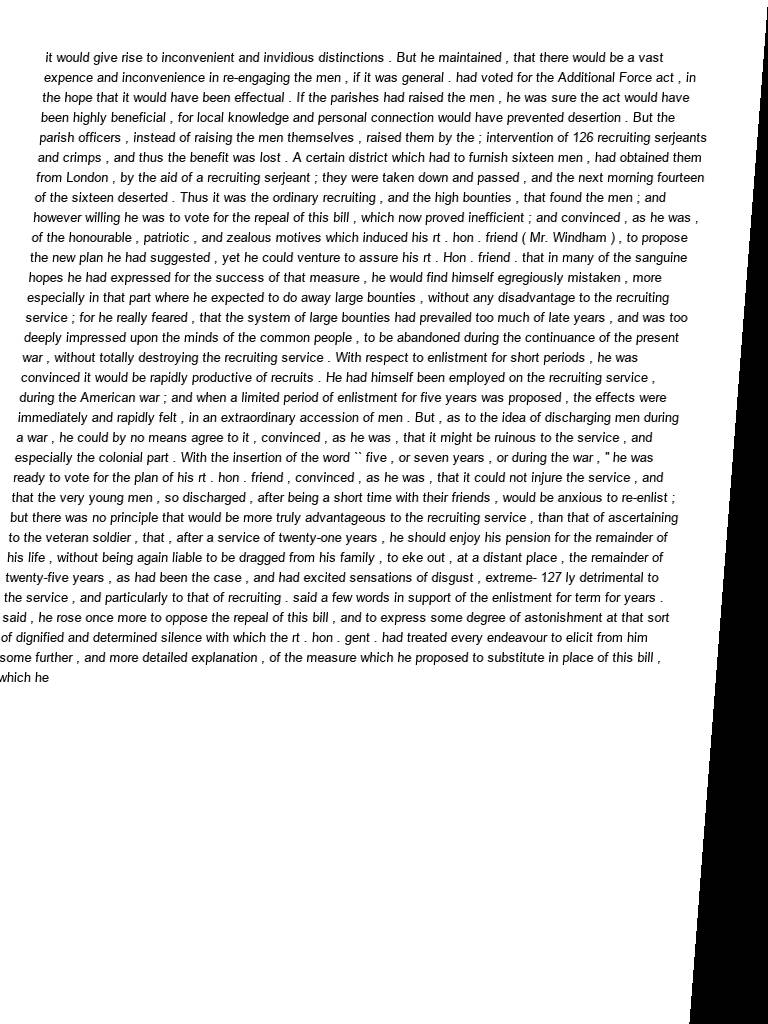 it would give rise to inconvenient and invidious distinctions . But he maintained , that there would be a vast
expence and inconvenience in re-engaging the men , if it was general . had voted for the Additional Force act , in
the hope that it would have been effectual . If the parishes had raised the men , he was sure the act would have
been highly beneficial , for local knowledge and personal connection would have prevented desertion . But the
parish officers , instead of raising the men themselves , raised them by the ; intervention of 126 recruiting serjeants
and crimps , and thus the benefit was lost . A certain district which had to furnish sixteen men , had obtained them
from London , by the aid of a recruiting serjeant ; they were taken down and passed , and the next morning fourteen
of the sixteen deserted . Thus it was the ordinary recruiting , and the high bounties , that found the men ; and
however willing he was to vote for the repeal of this bill , which now proved inefficient ; and convinced , as he was ,
of the honourable , patriotic , and zealous motives which induced his rt . hon . friend ( Mr. Windham ) , to propose
the new plan he had suggested , yet he could venture to assure his rt . Hon . friend . that in many of the sanguine
hopes he had expressed for the success of that measure , he would find himself egregiously mistaken , more
especially in that part where he expected to do away large bounties , without any disadvantage to the recruiting
service ; for he really feared , that the system of large bounties had prevailed too much of late years , and was too
deeply impressed upon the minds of the common people , to be abandoned during the continuance of the present
war , without totally destroying the recruiting service . With respect to enlistment for short periods , he was
convinced it would be rapidly productive of recruits . He had himself been employed on the recruiting service ,
during the American war ; and when a limited period of enlistment for five years was proposed , the effects were
immediately and rapidly felt , in an extraordinary accession of men . But , as to the idea of discharging men during
a war , he could by no means agree to it , convinced , as he was , that it might be ruinous to the service , and
especially the colonial part . With the insertion of the word `` five , or seven years , or during the war , " he was
ready to vote for the plan of his rt . hon . friend , convinced , as he was , that it could not injure the service , and
that the very young men , so discharged , after being a short time with their friends , would be anxious to re-enlist ;
but there was no principle that would be more truly advantageous to the recruiting service , than that of ascertaining
to the veteran soldier , that , after a service of twenty-one years , he should enjoy his pension for the remainder of
his life , without being again liable to be dragged from his family , to eke out , at a distant place , the remainder of
twenty-five years , as had been the case , and had excited sensations of disgust , extreme- 127 ly detrimental to
the service , and particularly to that of recruiting . said a few words in support of the enlistment for term for years .
said , he rose once more to oppose the repeal of this bill , and to express some degree of astonishment at that sort
of dignified and determined silence with which the rt . hon . gent . had treated every endeavour to elicit from him
some further , and more detailed explanation , of the measure which he proposed to substitute in place of this bill ,
which he